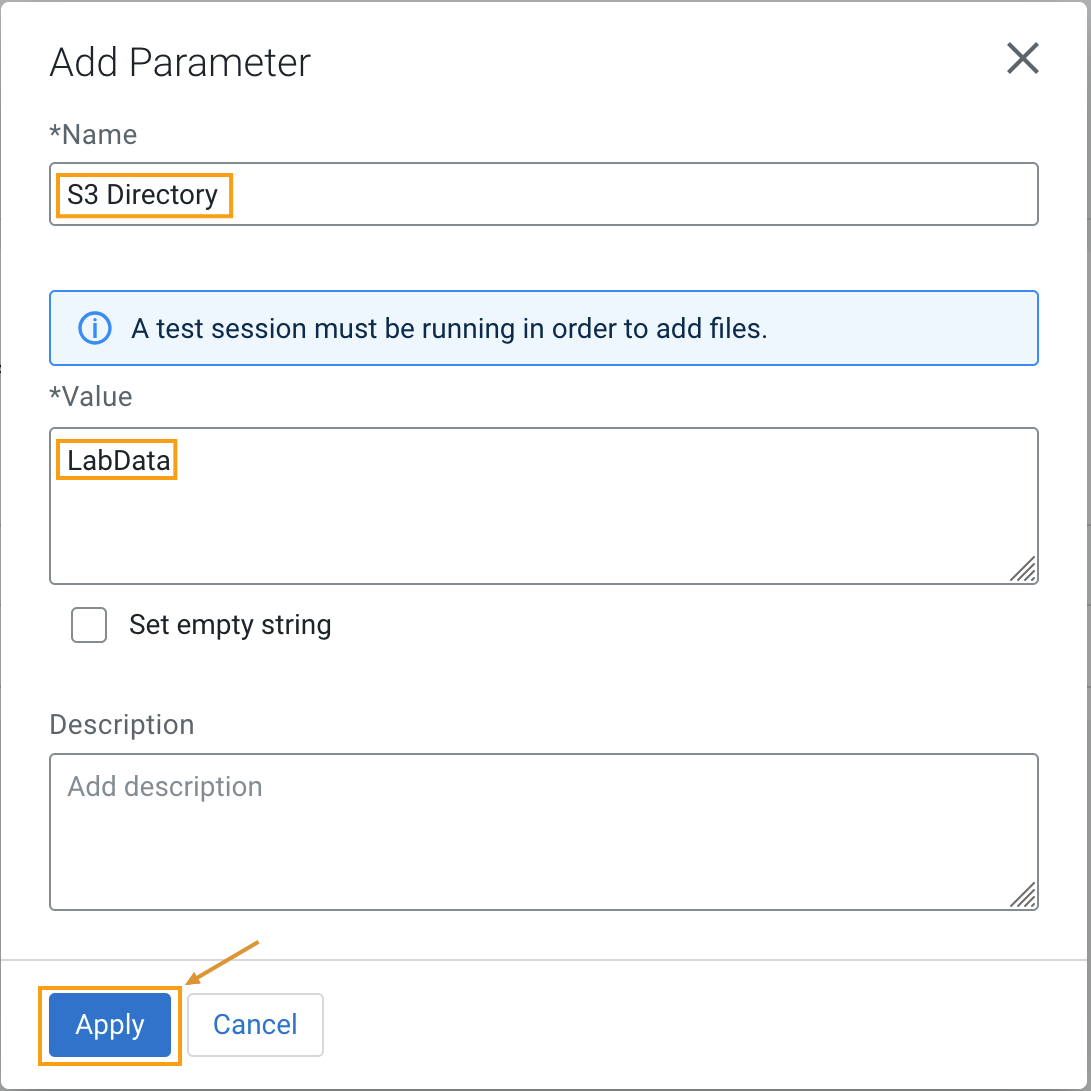 Add Parameter
*Name
S3 Directory
A test session must be running in order to add files.
*Value
LabData
Set empty string
Description
Add description
Apply
Cancel